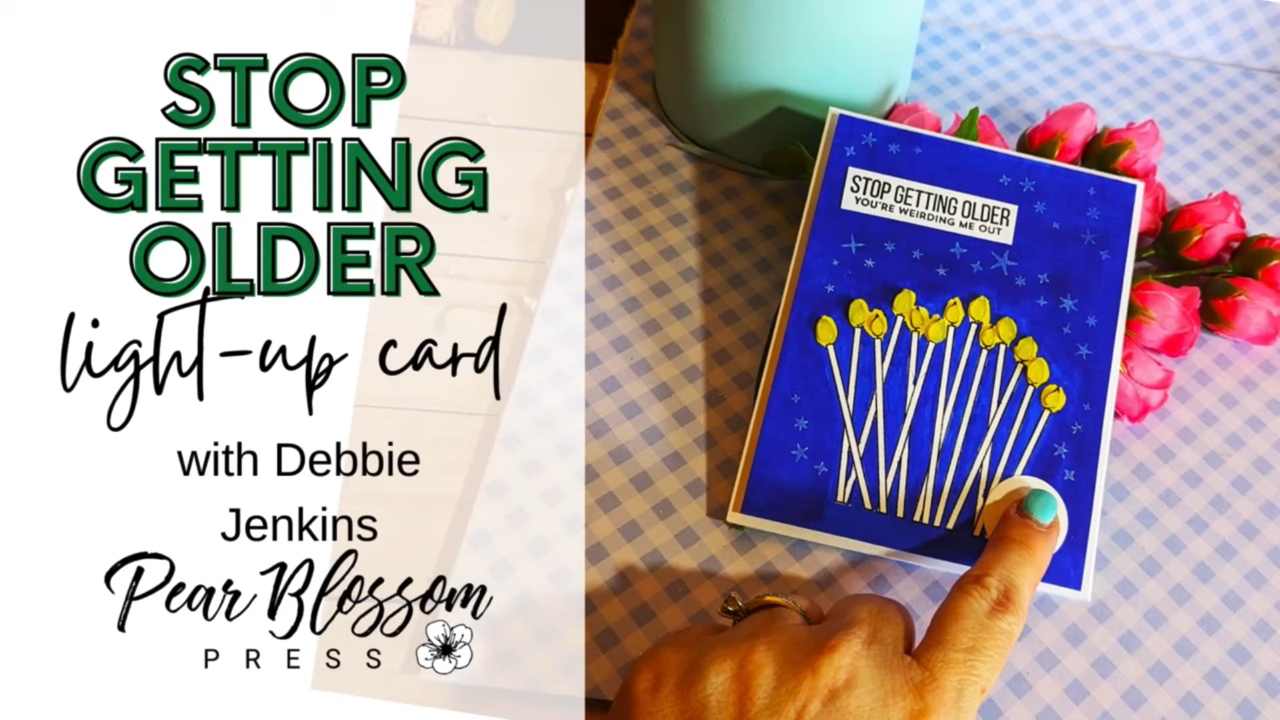 STOP
GETTING
OLDER
light-up card
with Debbie
Jenkins
Pear Blossom
PRESS
STOP GETTING OLDER
YOU'RE WEIRDING ME OUT